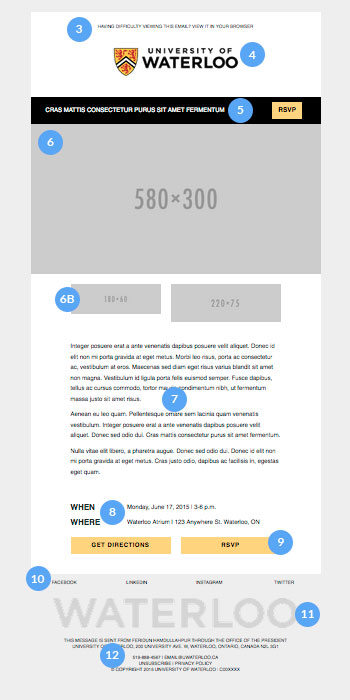 3
HAVING DIFFICULTY VIEWING THIS EMAIL? VIEW IT IN YOUR BROWSER
UNIVERSITY OF
WATERLOO
4
CRAS MATTIS CONSECTETUR PURUS SIT AMET FERMENTUM
5
RSVP
6
580×300
6B
180×60
220×75
Integer posuere erat a ante venenatis dapibus posuere velit aliquet. Donec id
elit non mi porta gravida at eget metus. Morbi leo risus, porta ac consectetur
ac, vestibulum at eros. Maecenas sed diam eget risus varius blandit sit amet
non magna. Vestibulum id ligula porta felis euismod semper. Fusce dapibus,
tellus ac cursus commodo, tortor condimentum nibh, ut fermentum
massa justo sit amet risus.
7
Aenean eu leo quam. Pellentesque ornare sem lacinia quam venenatis
vestibulum. Integer posuere erat a ante venenatis dapibus posuere velit
aliquet. Donec sed odio dui. Cras mattis consectetur purus sit amet fermentum.
Nulla vitae elit libero, a pharetra augue. Donec sed odio dui. Donec id elit non
mi porta gravida at eget metus. Cras justo odio, dapibus ac facilisis in, egestas
eget quam.
WHEN
8
Monday, June 17, 2015 | 3-6 p.m.
WHERE
Waterloo Atrium | 123 Anywhere St. Waterloo, ON
GET DIRECTIONS
RSVP
9
10
FACEBOOK
LINKEDIN
INSTAGRAM
TWITTER
WATERLOO
11
THIS MESSAGE IS SENT FROM FERIDUN HAMDULLAHPUR THROUGH THE OFFICE OF THE PRESIDENT
UNIVERSITY 200 UNIVERSITY AVE. W, WATERLOO, ONTARIO, CANADA N2L 3G1
12
519-888-4567 | EMAIL@UWATERLOO.CA
UNSUBSCRIBE | PRIVACY POLICY
© COPYRIGHT 2015 UNIVERSITY OF WATERLOO : C00XXXX